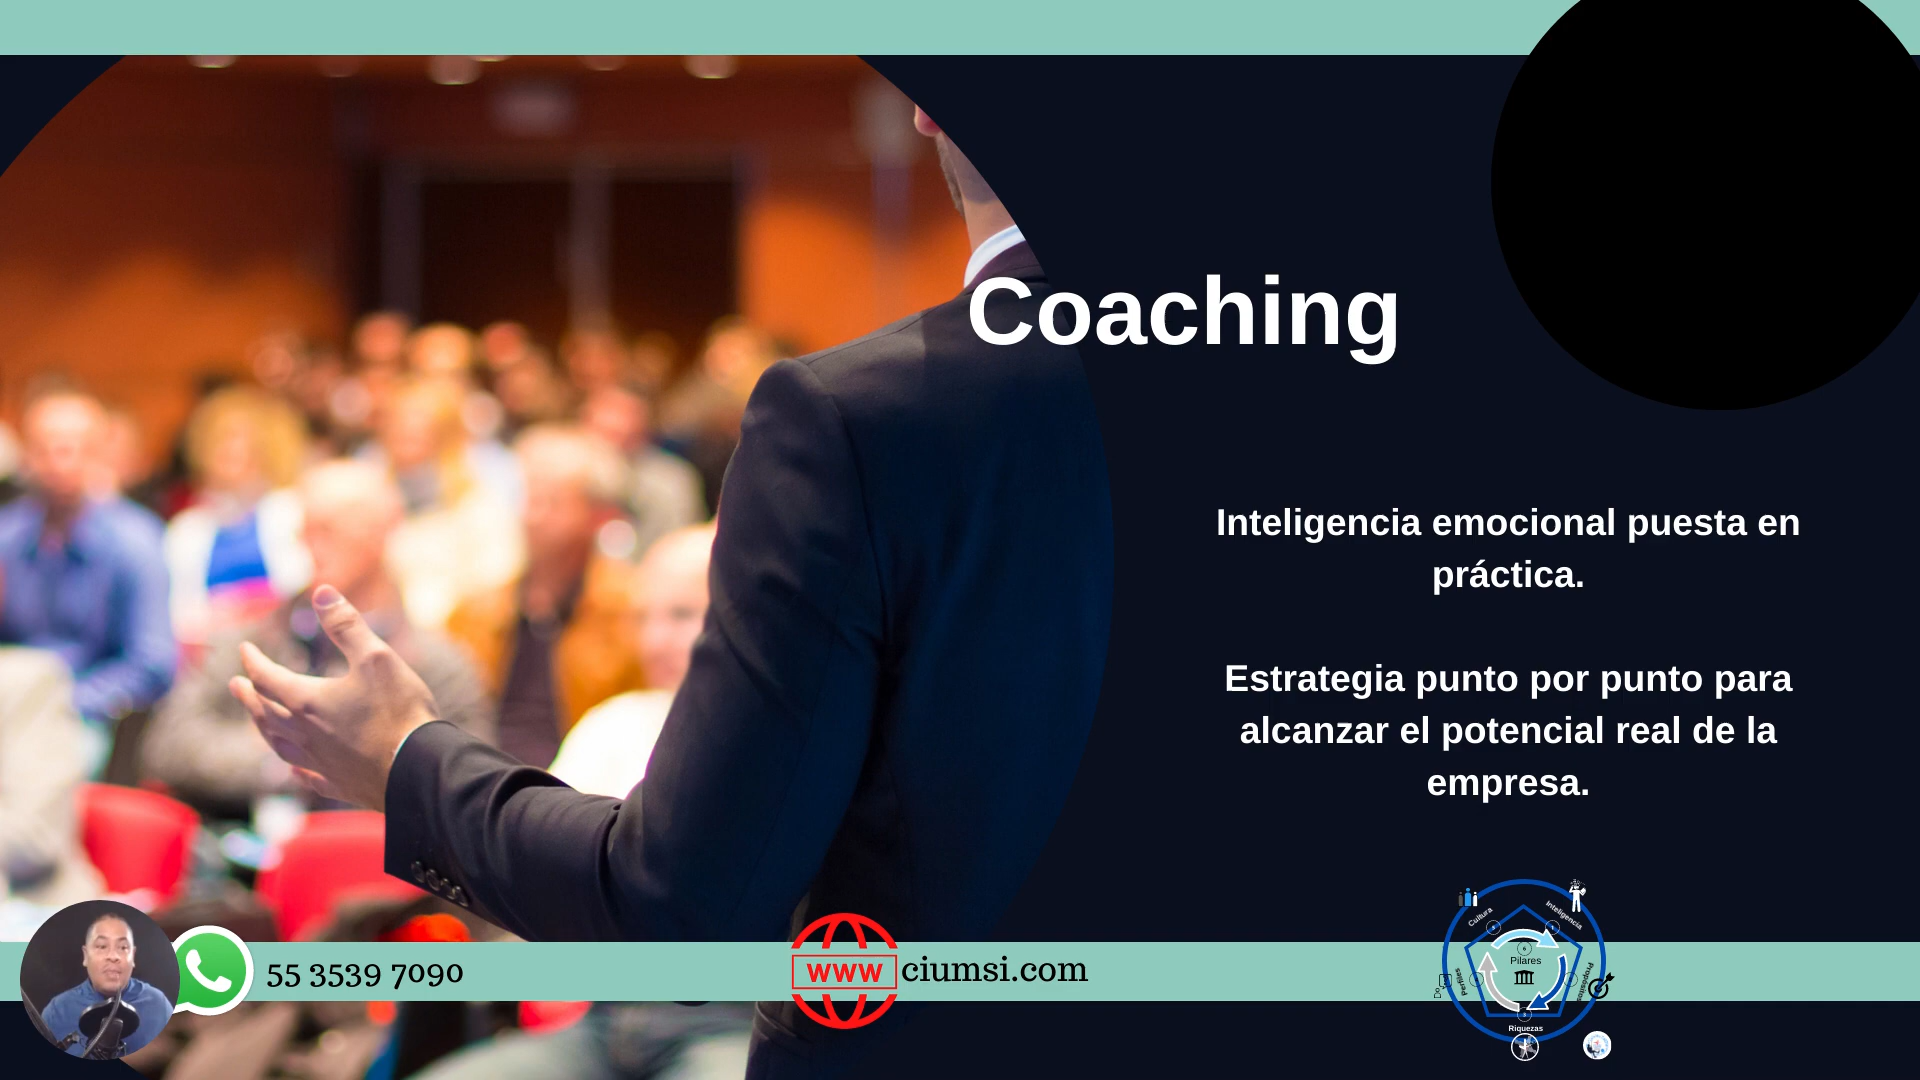 Coaching
Inteligencia emocional puesta en
práctica.
Estrategia punto por punto para
alcanzar el potencial real de la
empresa.
55 3539 7090
www ciumsi.com
Cultura
Inteligencia
Pilares
Perfiles
Propósitos
Riquezas